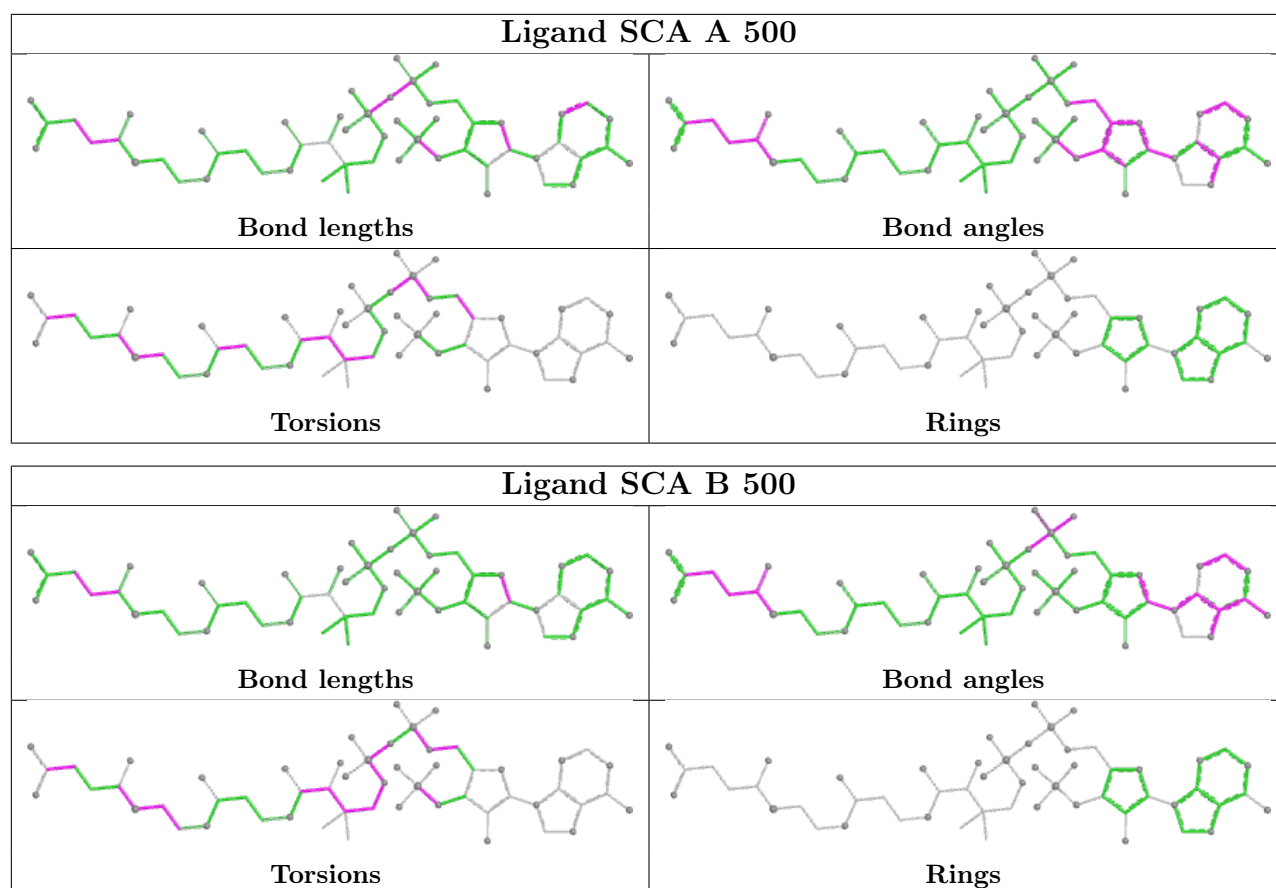 Ligand SCA A 500
Bond lengths
Bond angles
Torsions
Rings
Ligand SCA B 500
Bond lengths
Bond angles
Torsions
Rings